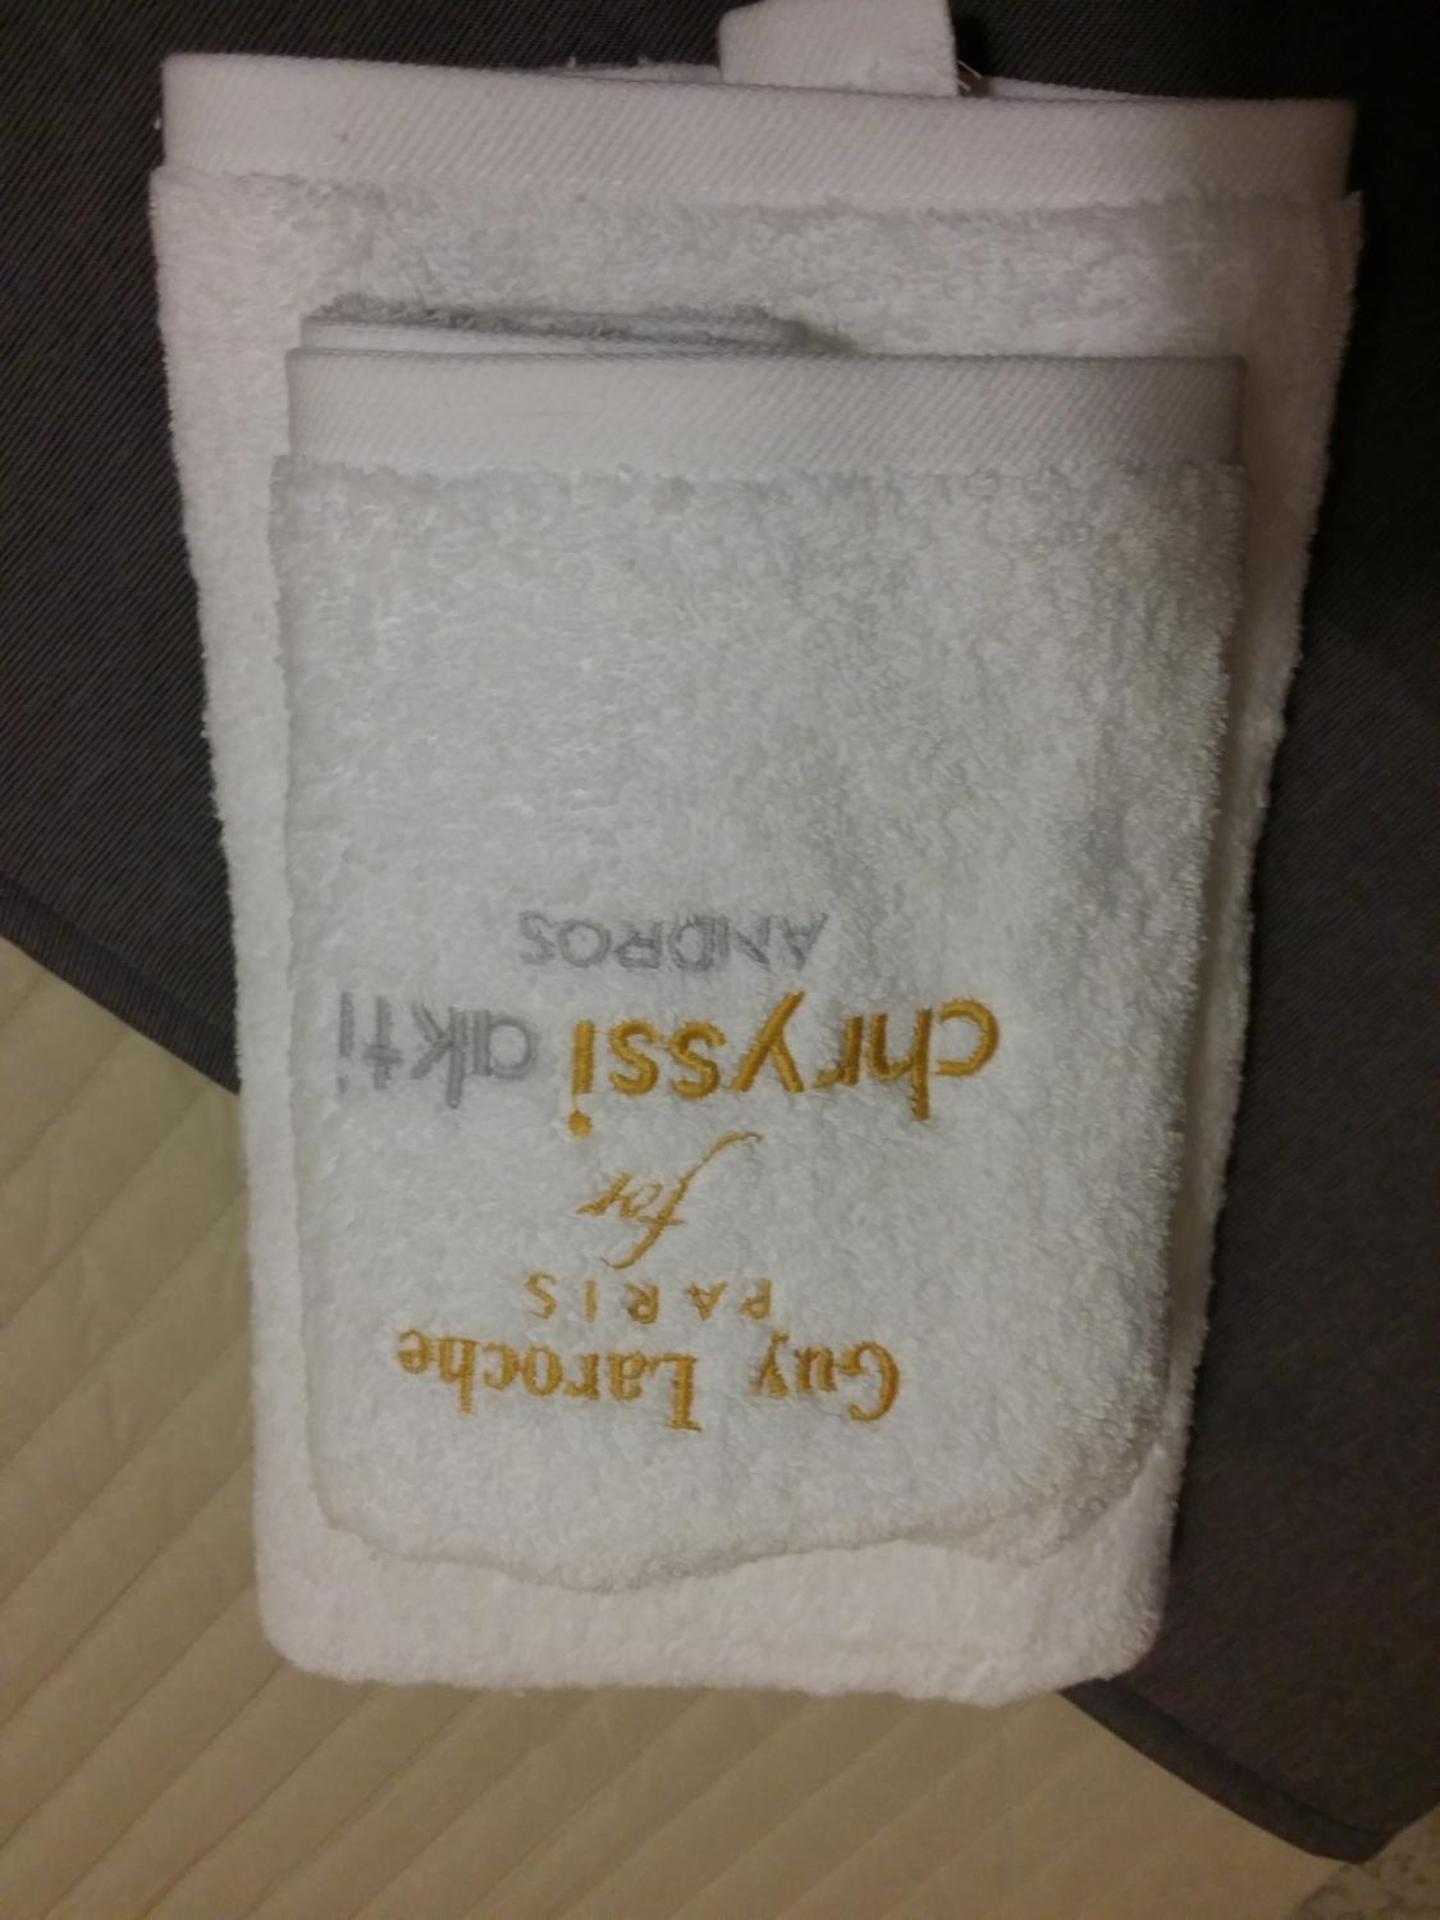 Guy Laroche
PARIS
for
chryssi akti
ANDROS